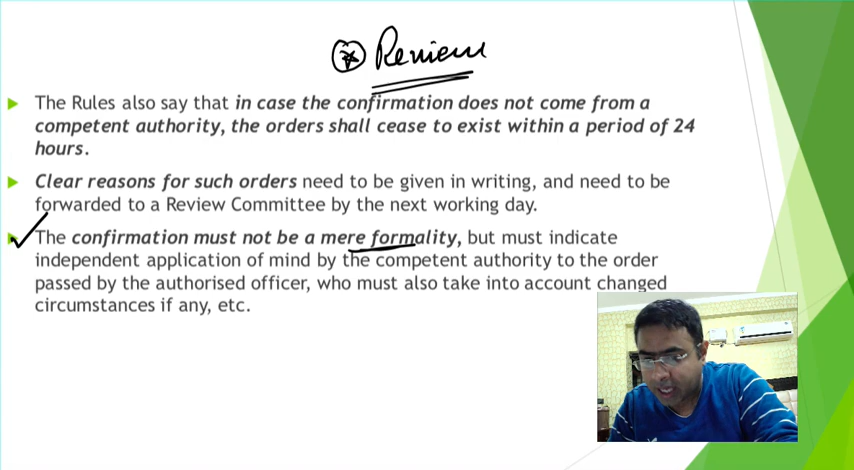 Review
The Rules also say that in case the confirmation does not come from a
competent authority, the orders shall cease to exist within a period of 24
hours.
Clear reasons for such orders need to be given in writing, and need to be
forwarded to a Review Committee by the next working day.
The confirmation must not be a mere formality, but must indicate
independent application of mind by the competent authority to the order
passed by the authorised officer, who must also take into account changed
circumstances if any, etc.